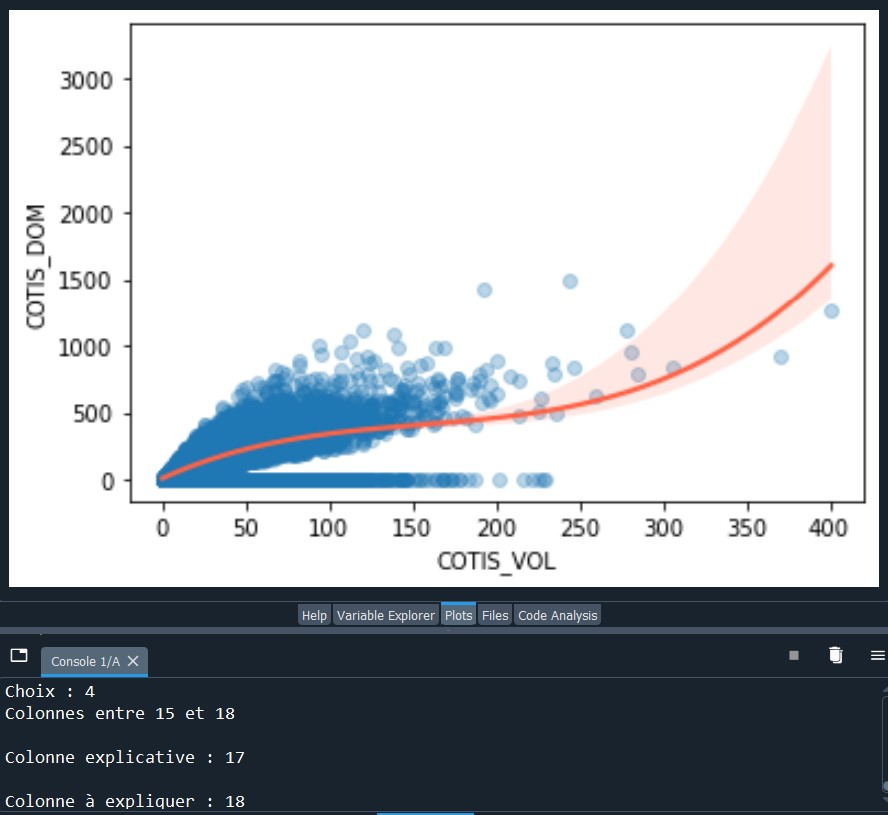 3000
2500
2000
1500
1000
500
0
COTIS_DOM
0 50 100 150 200 250 300 350 400
COTIS_VOL
Help Variable Explorer Plots Files Code Analysis
Console 1/A
Choix : 4
Colonnes entre 15 et 18
Colonne explicative : 17
Colonne à expliquer : 18